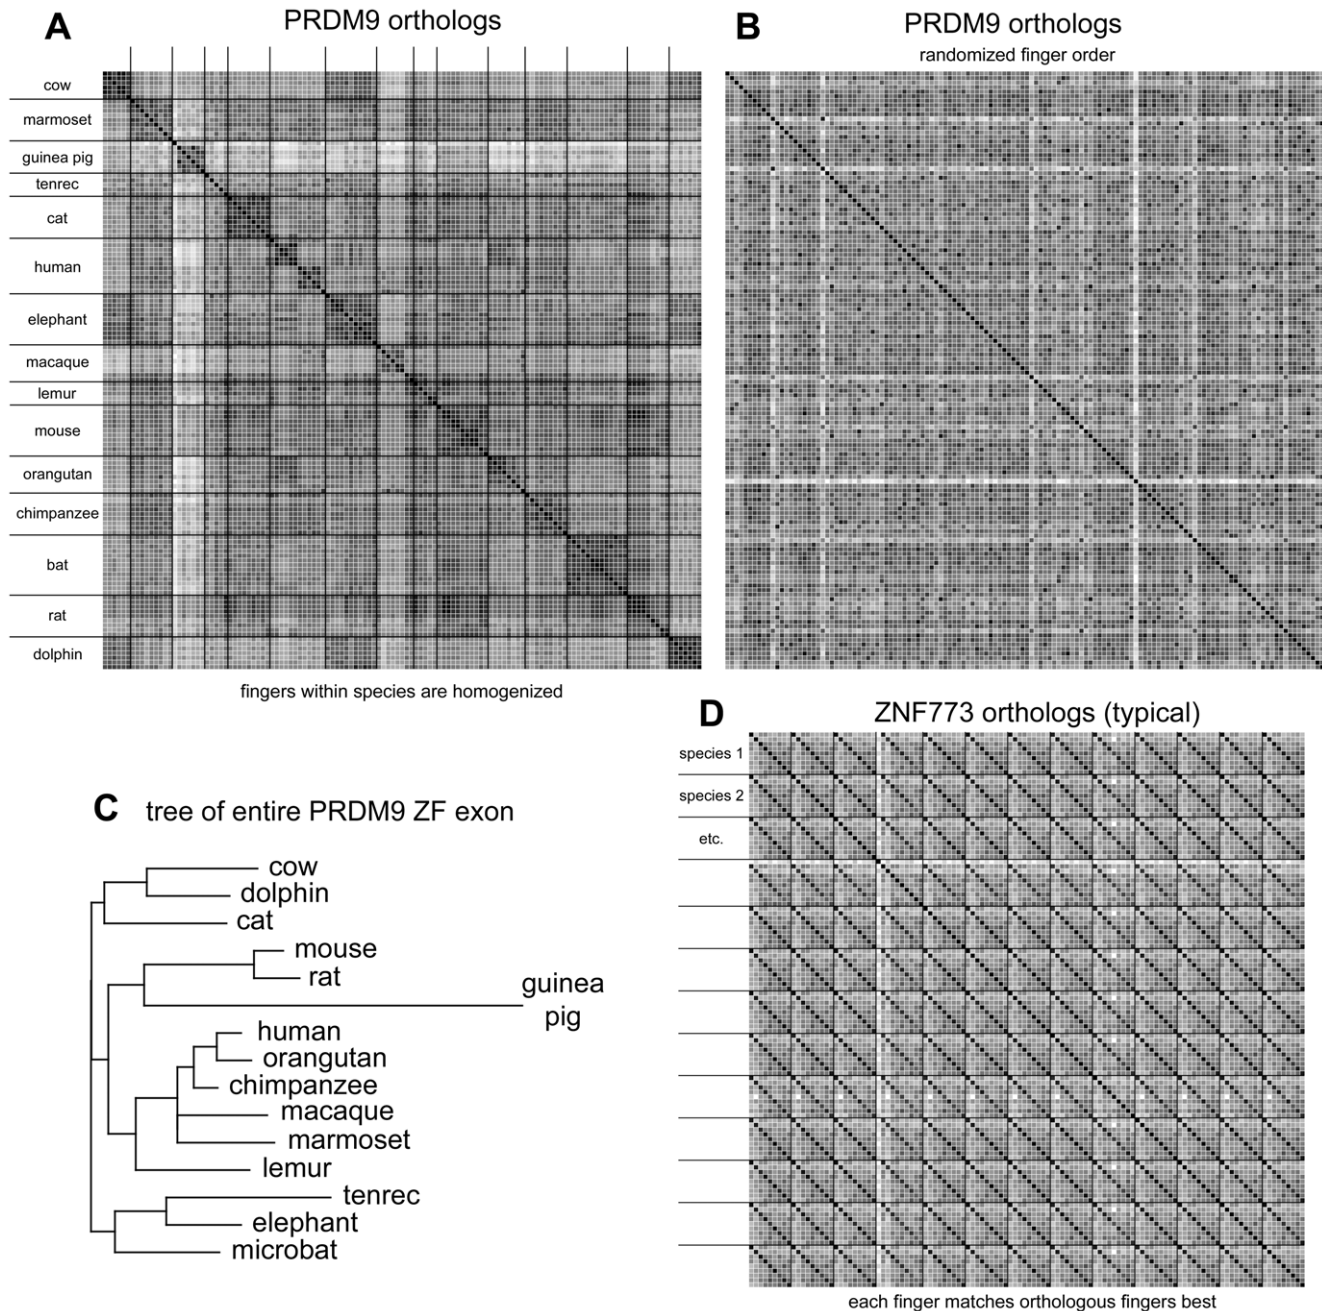 A
PRDM9 orthologs
cow
marmoset
guinea pig
tenrec
cat
human
elephant
macaque
lemur
mouse
orangutan
chimpanzee
bat
rat
dolphin
fingers within species are homogenized
B
PRDM9 orthologs
randomized finger order
C tree of entire PRDM9 ZF exon
cow
dolphin
cat
mouse
rat
guinea
pig
human
orangutan
chimpanzee
macaque
marmoset
lemur
tenrec
elephant
microbat
D
ZNF773 orthologs (typical)
species 1
species 2
etc.
each finger matches orthologous fingers best